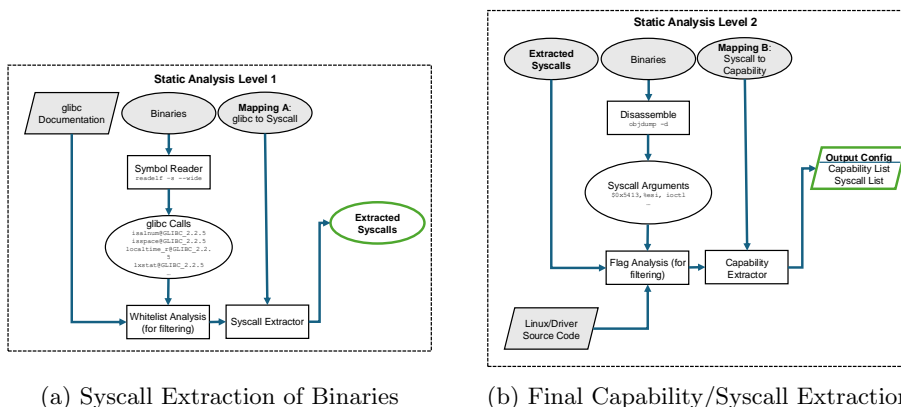 Static Analysis Level 1
glibc
Documentation
Binaries
Mapping A:
glibc to Syscall
Symbol Reader
readelf -s --wide
glibc Calls
isalnum@GLIBC_2.2.5
isspace@GLIBC_2.2.5
localtime_r@GLIBC_2.2.
5
lxstat@GLIBC_2.2.5
…
Whitelist Analysis
(for filtering)
Syscall Extractor
Extracted
Syscalls
(a) Syscall Extraction of Binaries
Static Analysis Level 2
Extracted
Syscalls
Binaries
Mapping B:
Syscall to
Capability
Disassemble
objdump -d
Syscall Arguments
$0x5413,%esi, ioctl
…
Flag Analysis (for
filtering)
Capability
Extractor
Linux/Driver
Source Code
Output Config
Capability List
Syscall List
(b) Final Capability/Syscall Extraction